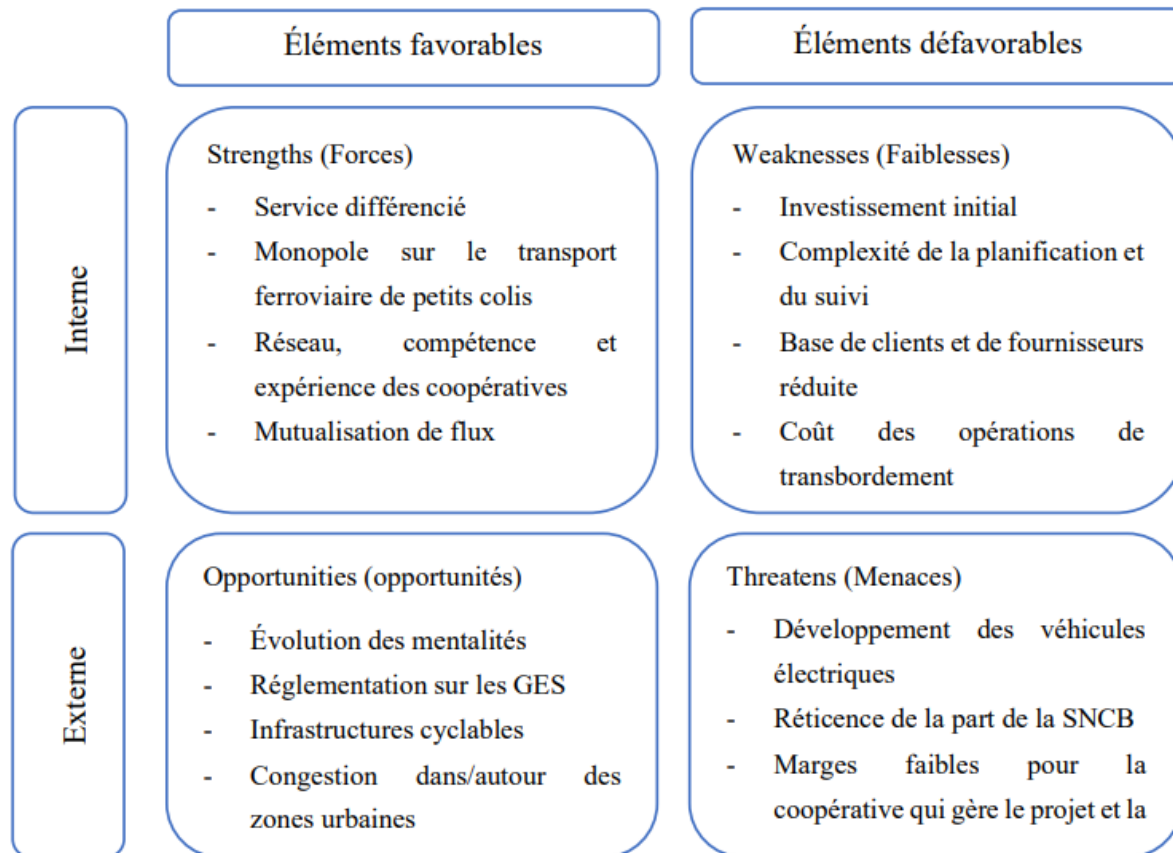 Éléments favorables
Éléments défavorables
Interne
Strengths (Forces)
- Service différencié
- Monopole sur le transport
ferroviaire de petits colis
- Réseau, compétence et
expérience des coopératives
- Mutualisation de flux
Weaknesses (Faiblesses)
- Investissement initial
- Complexité de la planification et
du suivi
- Base de clients et de fournisseurs
réduite
- Coût des opérations de
transbordement
Externe
Opportunities (opportunités)
- Évolution des mentalités
- Réglementation sur les GES
- Infrastructures cyclables
- Congestion dans/autour des
zones urbaines
Threatens (Menaces)
- Développement des véhicules
électriques
- Réticence de la part de la SNCB
- Marges faibles pour la
coopérative qui gère le projet et la